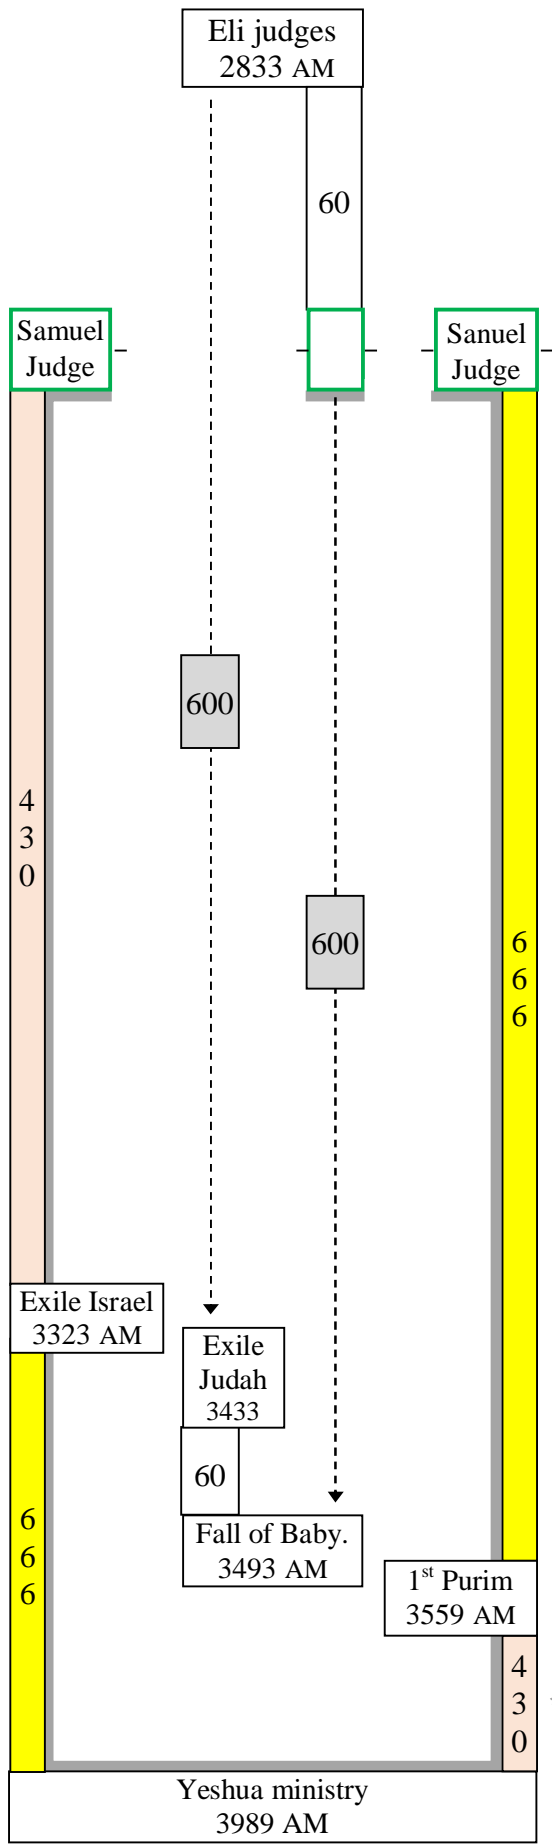 Eli judges
2833 AM
60
Samuel
Judge
Sanuel
Judge
600
4
3
0
600
6
6
6
Exile Israel
3323 AM
Exile
Judah
3433
60
6
6
6
Fall of Baby.
3493 AM
1st Purim
3559 AM
4
3
0
Yeshua ministry
3989 AM